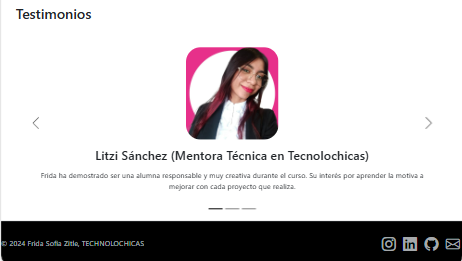 Testimonios
Litzi Sánchez (Mentora Técnica en Tecnolochicas)
Frida ha demostrado ser una alumna responsable y muy creativa durante el curso. Su interés por aprender la motiva a
mejorar con cada proyecto que realiza.
© 2024 Frida Sofía Zitle, TECHNOLOCHICAS